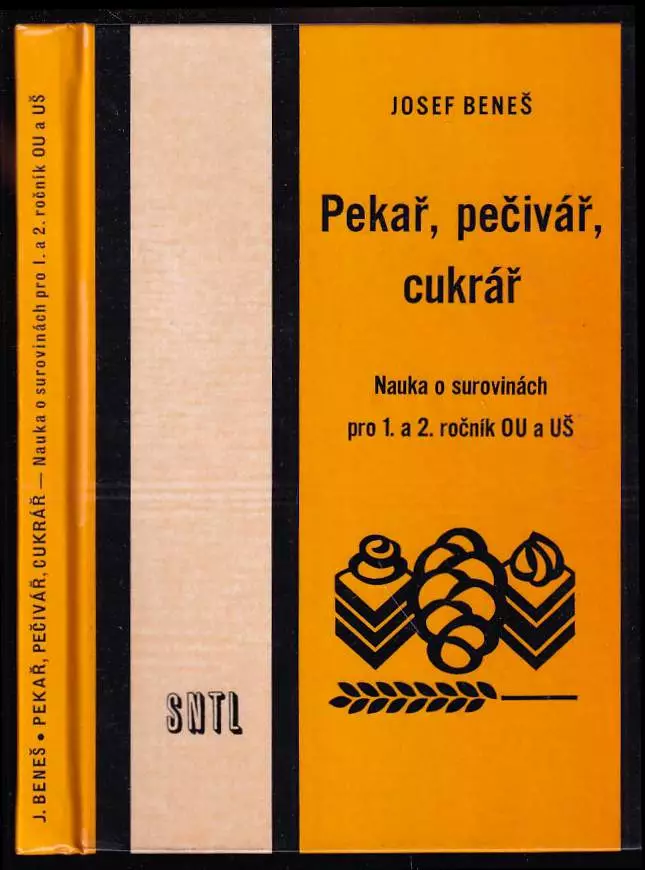 J. BENEŠ • PEKAŘ, PEČIVÁŘ, CUKRÁŘ — Nauka o surovinách pro 1. a 2. ročník OU a UŠ
JOSEF BENEŠ
Pekař, pečivář,
cukrář
Nauka o surovinách
pro 1. a 2. ročník OU a UŠ
SNTL